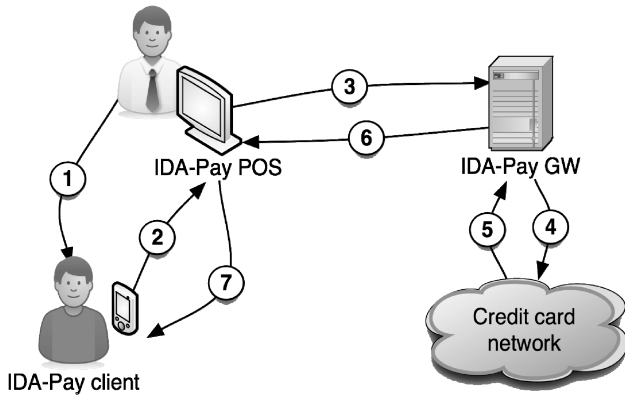 3
6
IDA-Pay POS
IDA-Pay GW
1
2
5
4
7
Credit card
network
IDA-Pay client